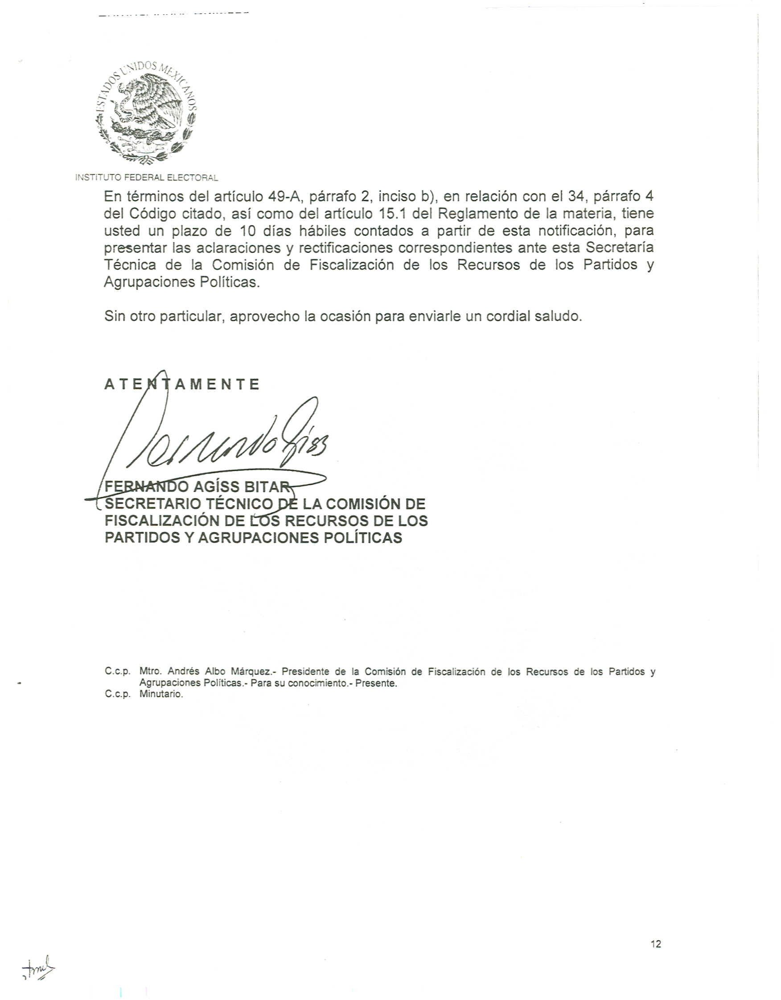 ESTADOS UNIDOS MEXICANOS
INSTITUTO FEDERAL ELECTORAL
En términos del artículo 49-A, párrafo 2, inciso b), en relación con el 34, párrafo 4
del Código citado, así como del artículo 15.1 del Reglamento de la materia, tiene
usted un plazo de 10 días hábiles contados a partir de esta notificación, para
presentar las aclaraciones y rectificaciones correspondientes ante esta Secretaría
Técnica de la Comisión de Fiscalización de los Recursos de los Partidos y
Agrupaciones Políticas.
Sin otro particular, aprovecho la ocasión para enviarle un cordial saludo.
A T E N T A M E N T E
FERNANDO AGÍSS BITAR
SECRETARIO TÉCNICO DE LA COMISIÓN DE
FISCALIZACIÓN DE LOS RECURSOS DE LOS
PARTIDOS Y AGRUPACIONES POLÍTICAS
C.c.p. Mtro. Andrés Albo Márquez.- Presidente de la Comisión de Fiscalización de los Recursos de los Partidos y
Agrupaciones Políticas.- Para su conocimiento.- Presente.
C.c.p. Minutario.
12